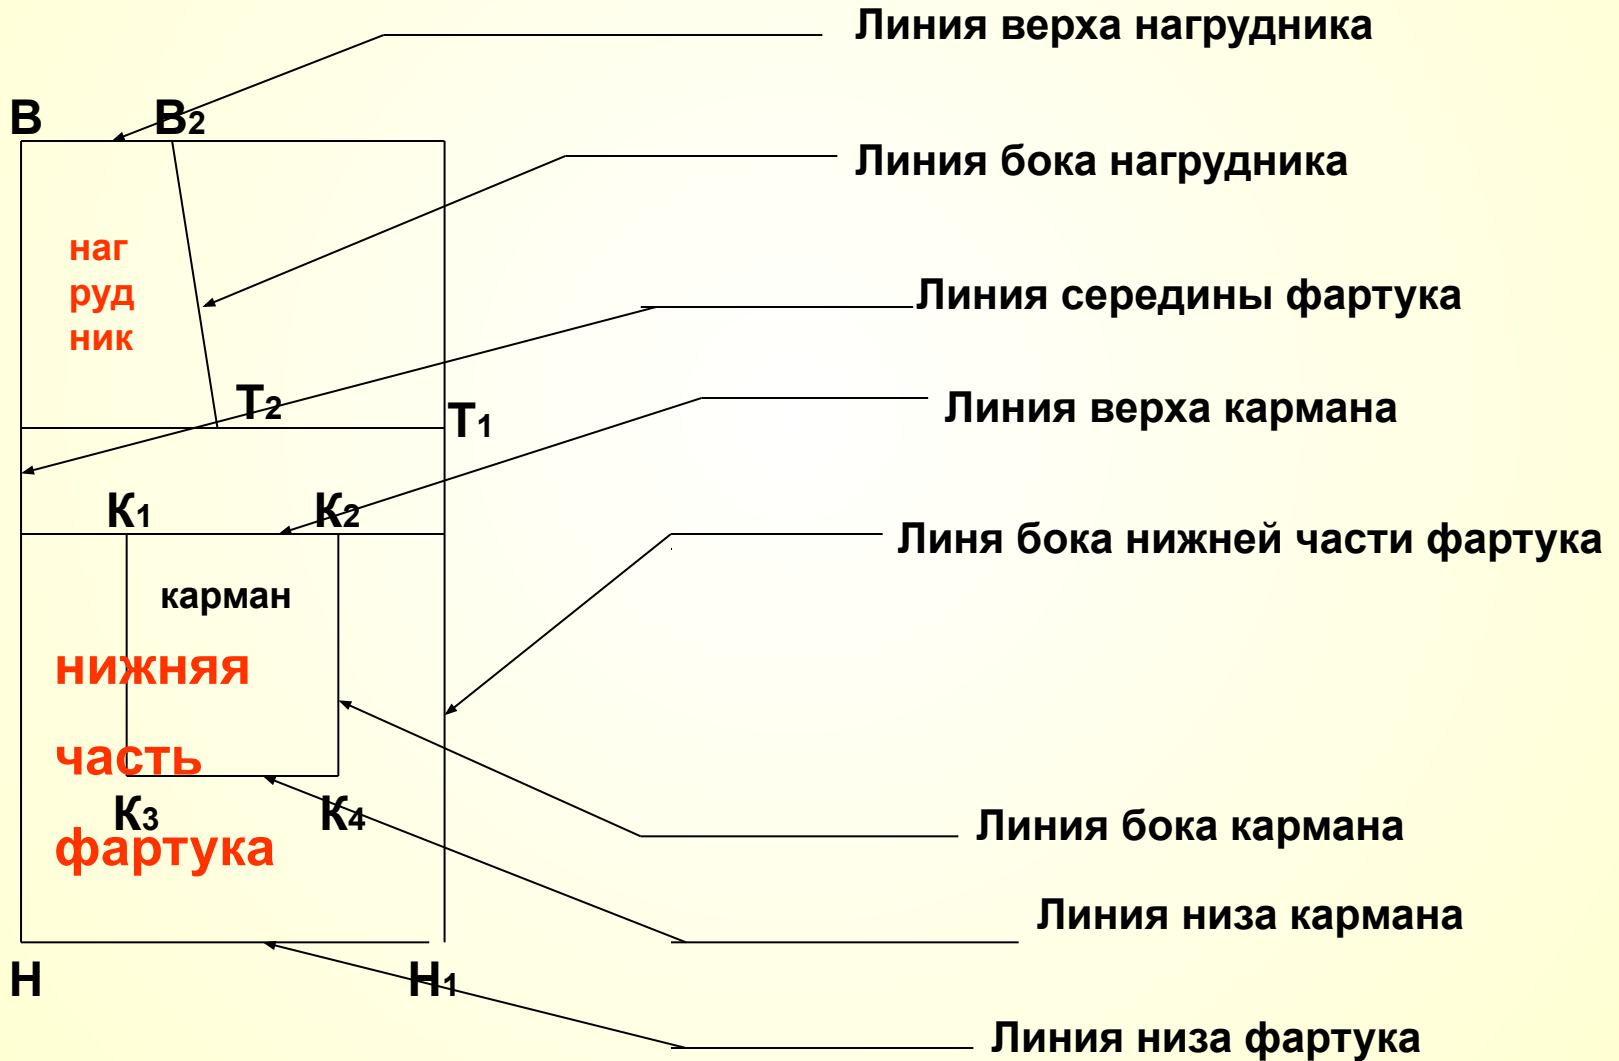 Линия верха нагрудника
В В2
Линия бока нагрудника
наг
руд
ник
Линия середины фартука
Т2
Т1
Линия верха кармана
К1 К2
Линя бока нижней части фартука
карман
нижняя
часть
фартука
К3 К4
Линия бока кармана
Линия низа кармана
Н Н1
Линия низа фартука